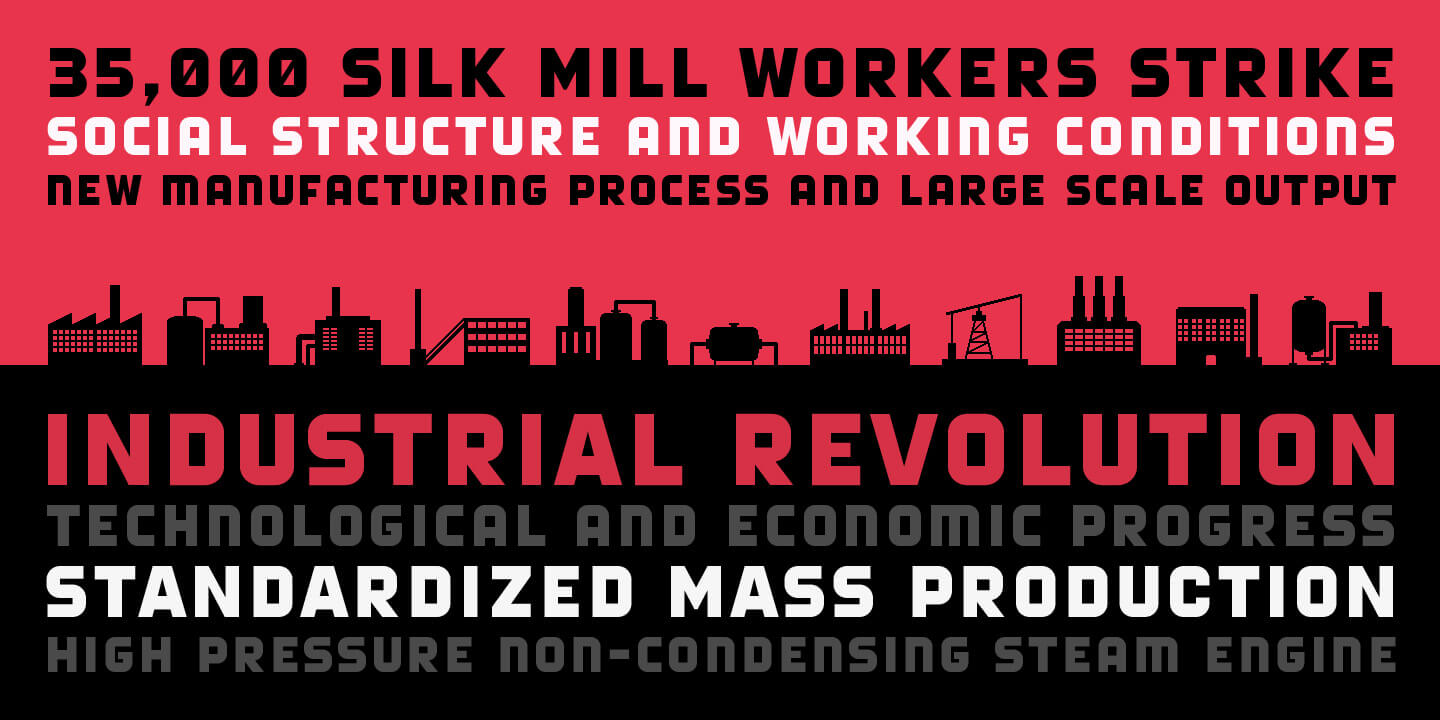 35,000 SILK MILL WORKERS STRIKE
SOCIAL STRUCTURE AND WORKING CONDITIONS
NEW MANUFACTURING PROCESS AND LARGE SCALE OUTPUT
INDUSTRIAL REVOLUTION
TECHNOLOGICAL AND ECONOMIC PROGRESS
STANDARDIZED MASS PRODUCTION
HIGH PRESSURE NON-CONDENSING STEAM ENGINE